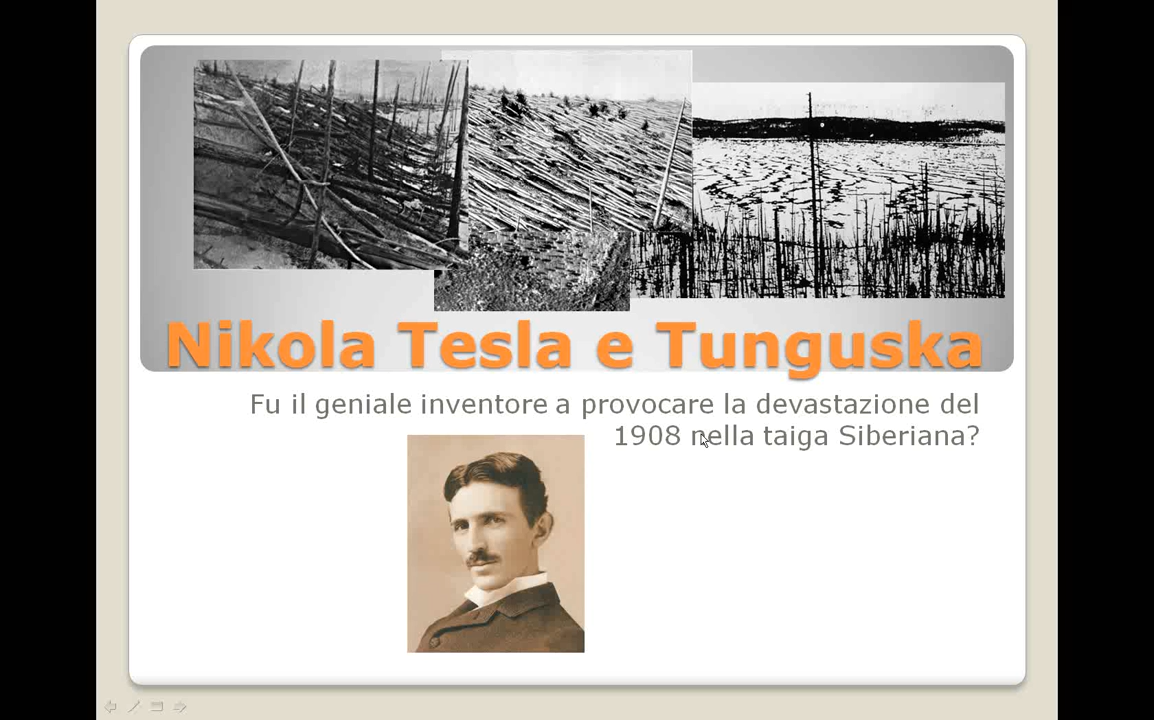 Nikola Tesla e Tunguska
Fu il geniale inventore a provocare la devastazione del
1908 nella taiga Siberiana?